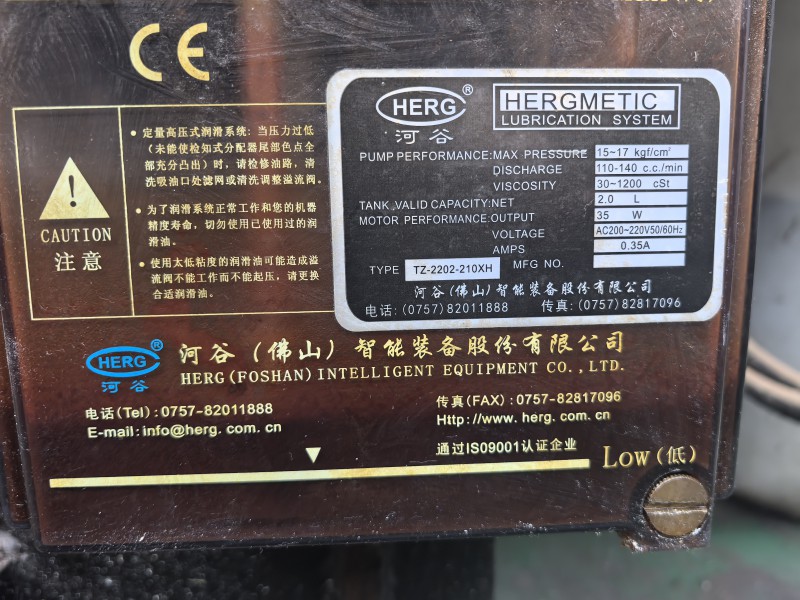 CE
HERG®
河谷
HERGMETIC
LUBRICATION SYSTEM
PUMP PERFORMANCE:MAX PRESSURE 15~17 kgf/cm²
DISCHARGE 110-140 c.c./min
VISCOSITY 30~1200 cSt
TANK VALID CAPACITY:NET 2.0 L
MOTOR PERFORMANCE:OUTPUT 35 W
VOLTAGE AC200~220V50/60Hz
AMPS 0.35A
TYPE TZ-2202-210XH MFG NO.
河谷(佛山)智能装备股份有限公司
电话:(0757)82011888 传真:(0757)82817096
CAUTION
注意
• 定量高压式润滑系统: 当压力过低
(未能使检知式分配器尾部色点全
部充分凸出) 时, 请检修油路, 清
洗吸油口处滤网或清洗调整溢流阀。
• 为了润滑系统正常工作和您的机器
精度寿命, 切勿使用已使用过的润
滑油。
• 使用太低粘度的润滑油可能造成溢
流阀不能工作而不能起压, 请更换
合适润滑油。
HERG®
河谷
河谷(佛山)智能装备股份有限公司
HERG(FOSHAN)INTELLIGENT EQUIPMENT CO.,LTD.
电话(Tel): 0757-82011888
传真(FAX): 0757-82817096
E-mail:info@herg.com.cn
Http://www.herg.com.cn
通过ISO9001认证企业
Low(低)